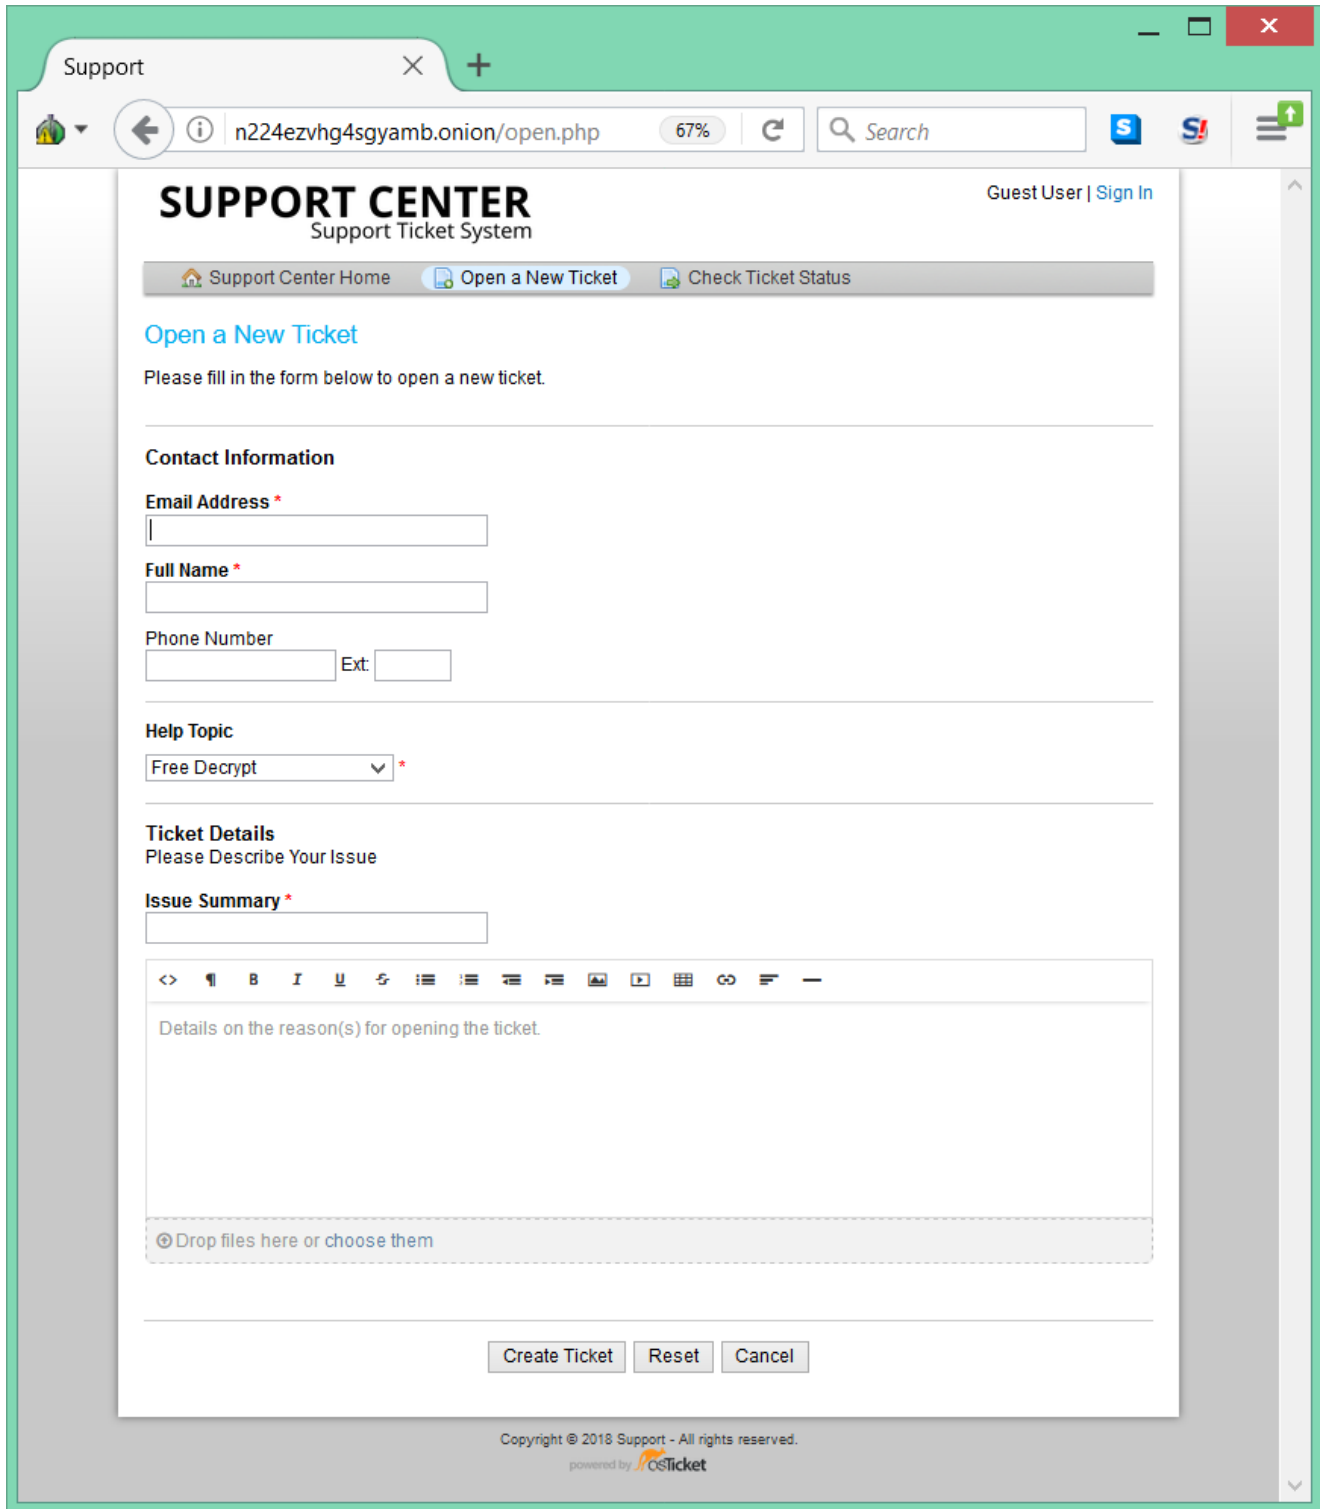 Support
n224ezvhg4sgyamb.onion/open.php 67% Search
SUPPORT CENTER
Support Ticket System
Guest User | Sign In
Support Center Home Open a New Ticket Check Ticket Status
Open a New Ticket
Please fill in the form below to open a new ticket.
Contact Information
Email Address *
Full Name *
Phone Number
Ext:
Help Topic
Free Decrypt *
Ticket Details
Please Describe Your Issue
Issue Summary *
Details on the reason(s) for opening the ticket.
Drop files here or choose them
Create Ticket Reset Cancel
Copyright © 2018 Support - All rights reserved.
powered by osTicket